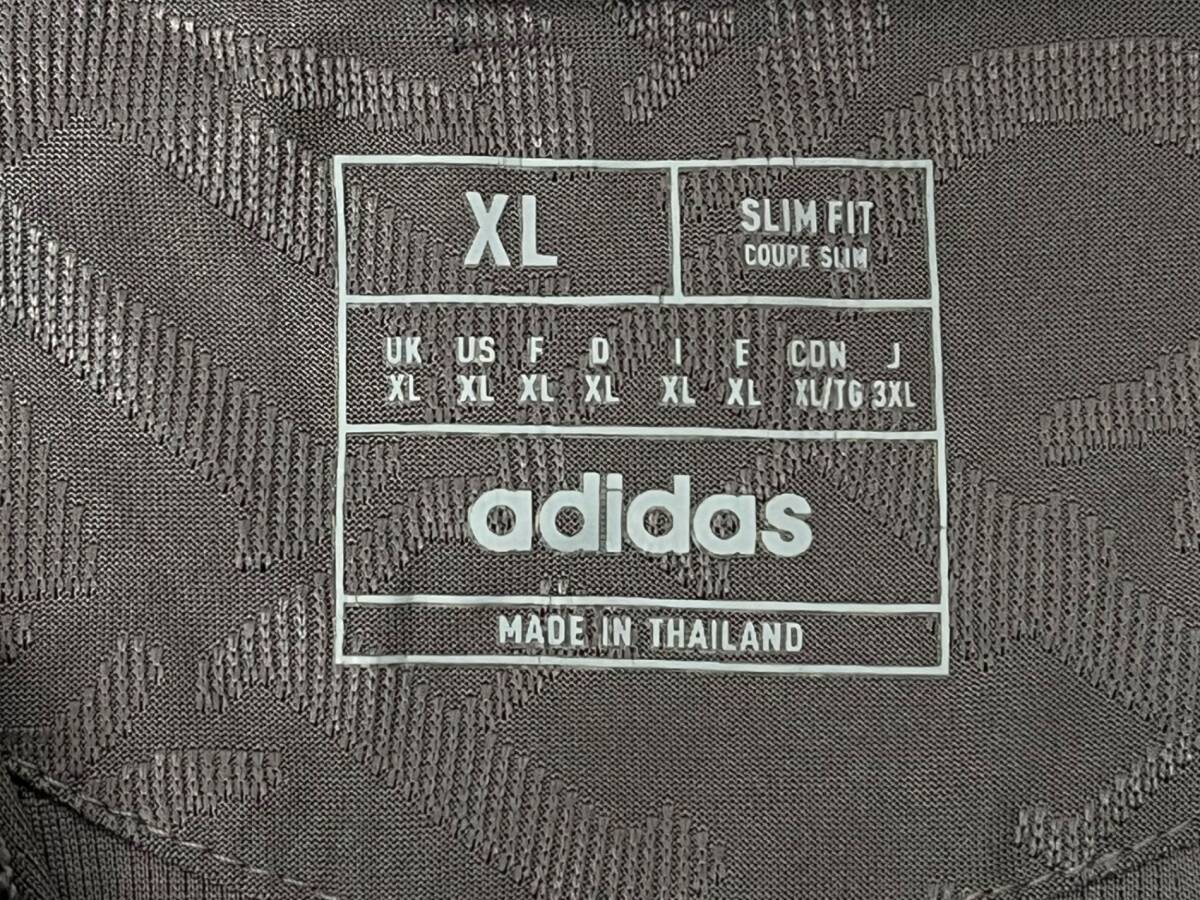 XL
SLIM FIT
COUPE SLIM
UK US F D I E CDN J
XL XL XL XL XL XL XL/TG 3XL
adidas
MADE IN THAILAND